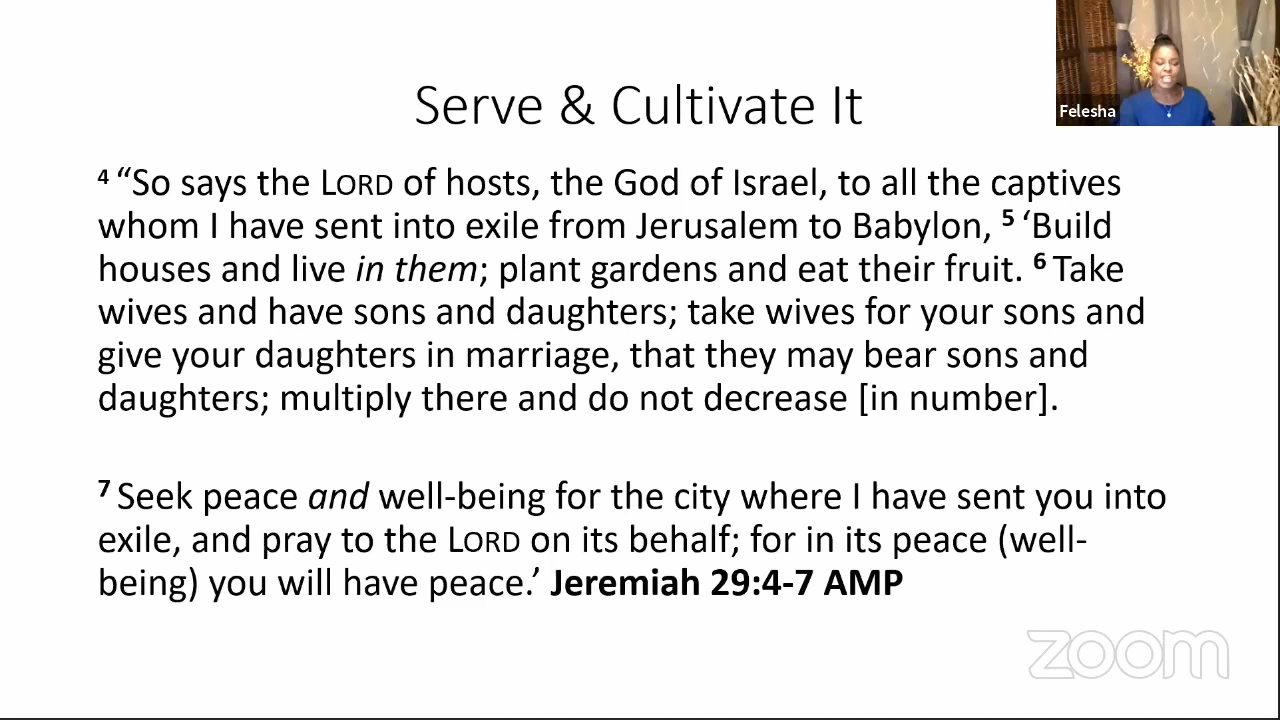 Serve & Cultivate It
Felesha
⁴ “So says the LORD of hosts, the God of Israel, to all the captives
whom I have sent into exile from Jerusalem to Babylon, ⁵ ‘Build
houses and live in them; plant gardens and eat their fruit. ⁶ Take
wives and have sons and daughters; take wives for your sons and
give your daughters in marriage, that they may bear sons and
daughters; multiply there and do not decrease [in number].
⁷ Seek peace and well-being for the city where I have sent you into
exile, and pray to the LORD on its behalf; for in its peace (well-
being) you will have peace.’ Jeremiah 29:4-7 AMP
zoom